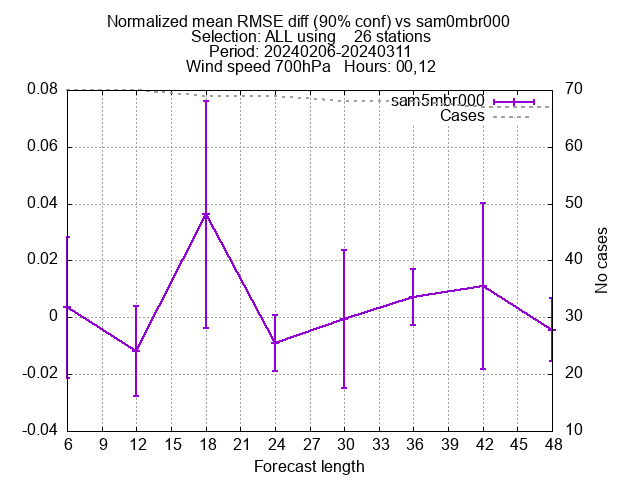 Normalized mean RMSE diff (90% conf) vs sam0mbr000
Selection: ALL using    26 stations
Period: 20240206-20240311
Wind speed 700hPa   Hours: 00,12
sam5mbr000
Cases
0.08
0.06
0.04
0.02
0
-0.02
-0.04
70
60
50
40
30
20
10
No cases
6 9 12 15 18 21 24 27 30 33 36 39 42 45 48
Forecast length